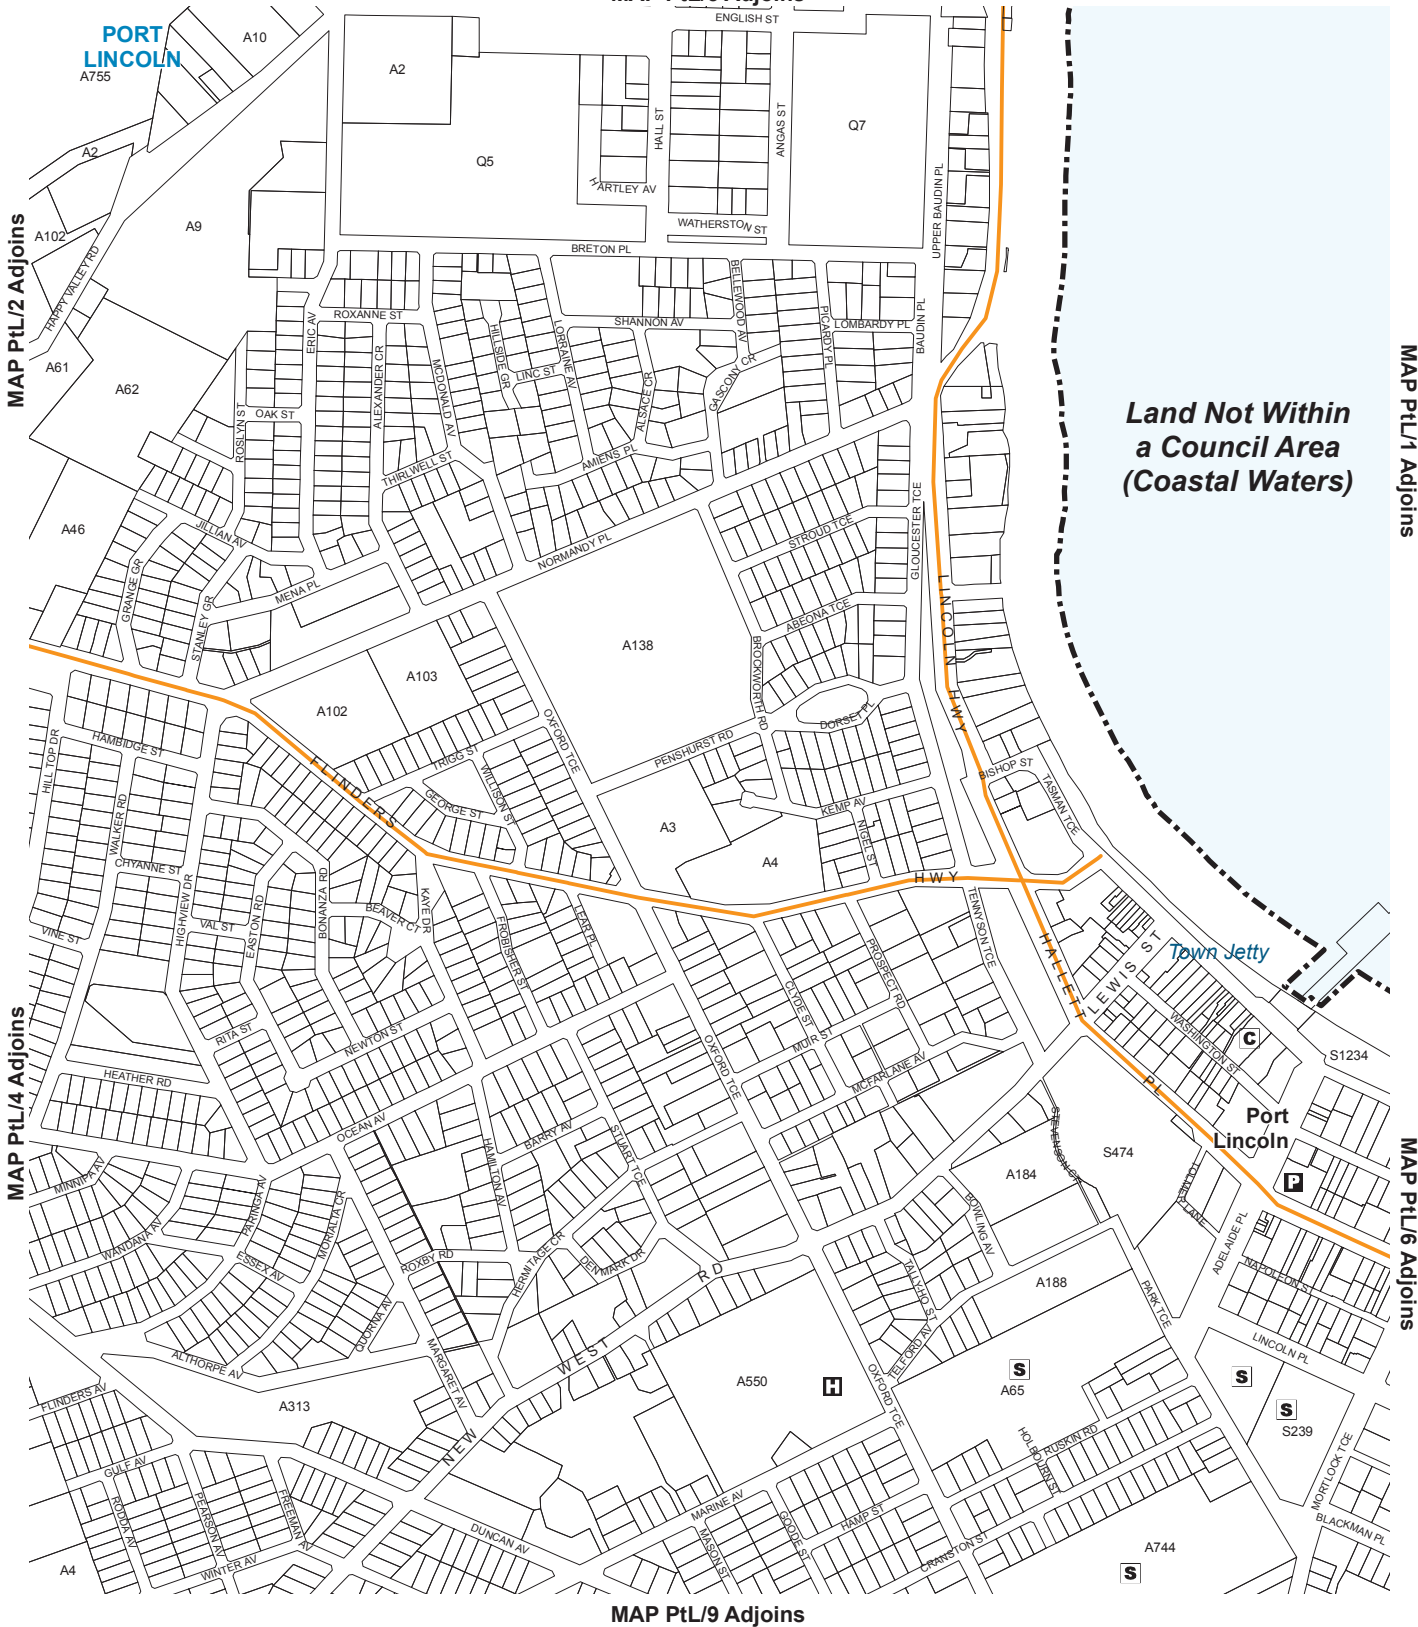 ENGLISH ST
PORT
LINCOLN
A10
A755
A2
Q7
HALL ST
ANGAS ST
Q5
A2
HARTLEY AV
UPPER BAUDIN PL
MAP PtL/2 Adjoins
A102
A9
WATHERSTON ST
BRETON PL
HAPPY VALLEY RD
BELLEWOOD AV
ROXANNE ST
ERIC AV
SHANNON AV
PICARDY PL
LOMBARDY PL
BAUDIN PL
HILLSIDE GR
LORRAINE AV
ALEXANDER CR
MCDONALD AV
LINC ST
GASCONY CR
ALSACE CR
A61
A62
MAP PtL/1 Adjoins
Land Not Within
a Council Area
(Coastal Waters)
ROSLYN ST
OAK ST
THIRLWELL ST
AMIENS PL
A46
JILLIAN AV
NORMANDY PL
STROUD TCE
GLOUCESTER TCE
GRANGE GR
MENA PL
STANLEY GR
ABEONA TCE
LINCOLN HWY
A138
BROCKWORTH RD
A103
A102
OXFORD TCE
DORSET PL
HAMBIDGE ST
HILL TOP DR
TRIGG ST
PENSHURST RD
FLINDERS
WILLISON ST
GEORGE ST
BISHOP ST
TASMAN TCE
KEMP AV
NIGEL ST
WALKER RD
A3
A4
CHYANNE ST
HWY
HIGHVIEW DR
EASTON RD
BONANZA RD
KAYE DR
BEAVER CT
VAL ST
FROBISHER ST
LEAR PL
TENNYSON TCE
VINE ST
PROSPECT RD
HALLETT
LEWIS ST
Town Jetty
CLYDE ST
RITA ST
NEWTON ST
MUIR ST
OXFORD TCE
WASHINGTON ST
C
S1234
MAP PtL/4 Adjoins
HEATHER RD
MCFARLANE AV
PL
STEVENSON CT
Port
Lincoln
OCEAN AV
BARRY AV
STUART TCE
HAMILTON AV
S474
A184
P
MAP PtL/6 Adjoins
MINNIPA AV
PARINGA AV
MORIALTA CR
BOWLING AV
TOLMER LANE
ADELAIDE PL
WANDANA AV
ESSEX AV
ROXBY RD
HERMITAGE CR
DENMARK DR
RD
TALLY-HO ST
A188
PARK TCE
NAPOLEON ST
QUORNA AV
ALTHORPE AV
MARGARET AV
WEST
TELFORD AV
LINCOLN PL
FLINDERS AV
A313
A550
H
OXFORD TCE
S
A65
S
S
S239
NEW
GULF AV
HOLBOURN ST
RUSKIN RD
MORTLOCK TCE
RODDA AV
PEARSON AV
FREEMAN AV
WINTER AV
DUNCAN AV
MARINE AV
MASON ST
GOODE ST
HAMP ST
CRANSTON ST
BLACKMAN PL
A4
A744
S
MAP PtL/9 Adjoins